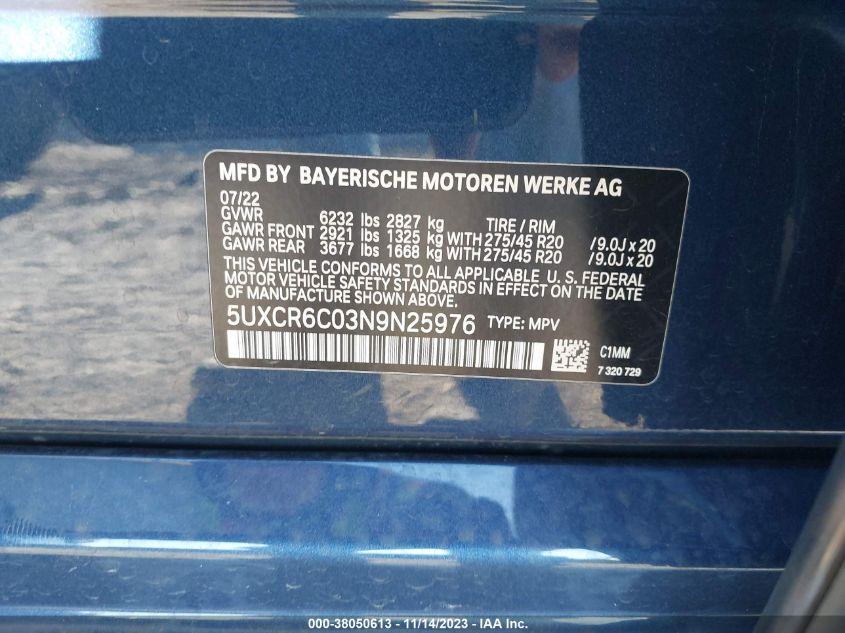 MFD BY BAYERISCHE MOTOREN WERKE AG
07/22
GVWR 6232 lbs 2827 kg TIRE / RIM
GAWR FRONT 2921 lbs 1325 kg WITH 275/45 R20 /9.0J x 20
GAWR REAR 3677 lbs 1668 kg WITH 275/45 R20 /9.0J x 20
THIS VEHICLE CONFORMS TO ALL APPLICABLE U. S. FEDERAL
MOTOR VEHICLE SAFETY STANDARDS IN EFFECT ON THE DATE
OF MANUFACTURE SHOWN ABOVE.
5UXCR6C03N9N25976 TYPE: MPV
C1MM
7 320 729
000-38050613 - 11/14/2023 - IAA Inc.